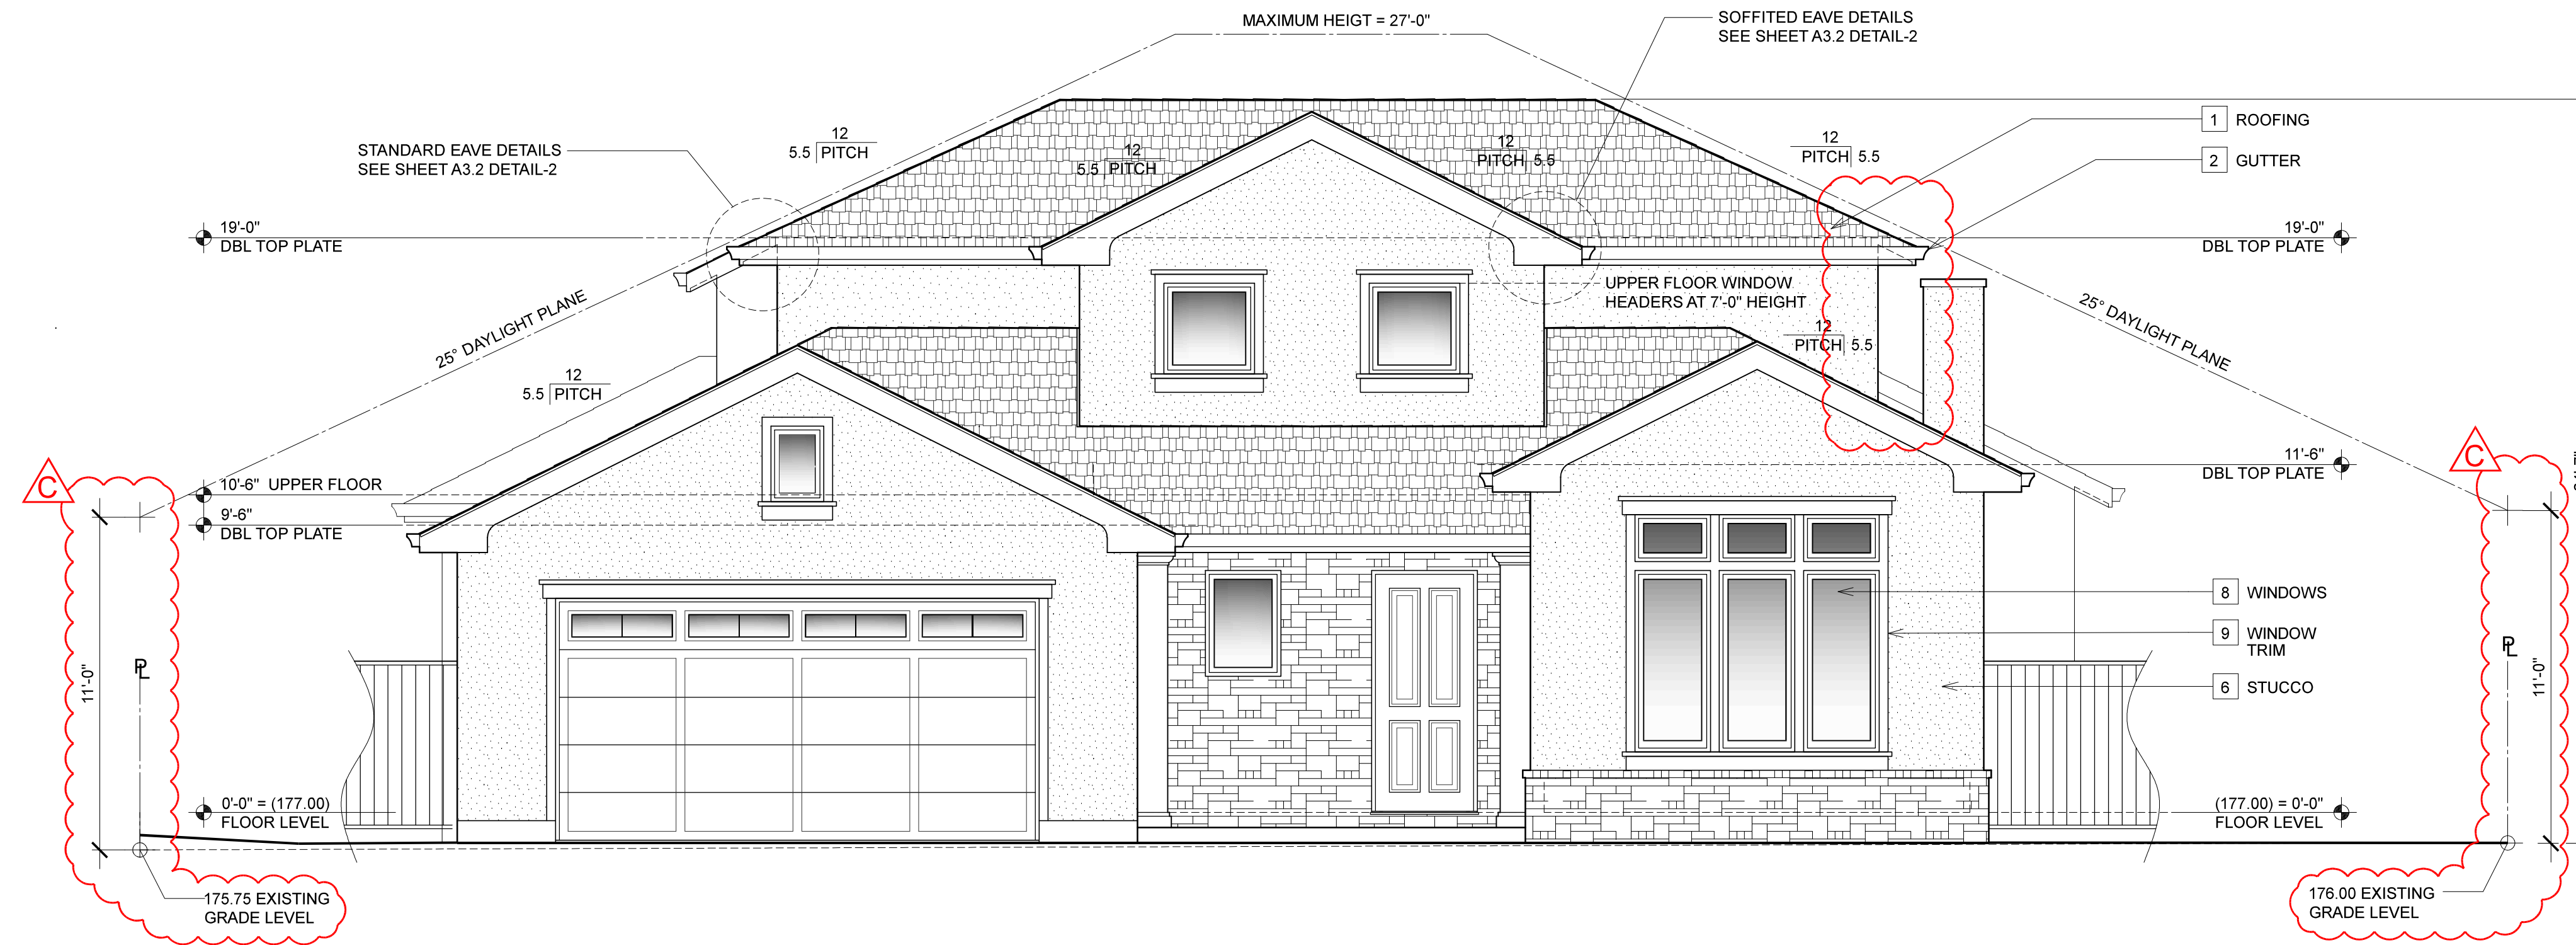 MAXIMUM HEIGT = 27'-0"
SOFFITED EAVE DETAILS
SEE SHEET A3.2 DETAIL-2
STANDARD EAVE DETAILS
SEE SHEET A3.2 DETAIL-2
12
5.5 PITCH
12
5.5 PITCH
12
PITCH 5.5
12
PITCH 5.5
1 ROOFING
2 GUTTER
19'-0"
DBL TOP PLATE
19'-0"
DBL TOP PLATE
UPPER FLOOR WINDOW
HEADERS AT 7'-0" HEIGHT
25° DAYLIGHT PLANE
25° DAYLIGHT PLANE
12
PITCH 5.5
12
5.5 PITCH
C
C
10'-6" UPPER FLOOR
9'-6"
DBL TOP PLATE
11'-6"
DBL TOP PLATE
8 WINDOWS
9 WINDOW
TRIM
6 STUCCO
PL
11'-0"
PL
11'-0"
0'-0" = (177.00)
FLOOR LEVEL
(177.00) = 0'-0"
FLOOR LEVEL
175.75 EXISTING
GRADE LEVEL
176.00 EXISTING
GRADE LEVEL